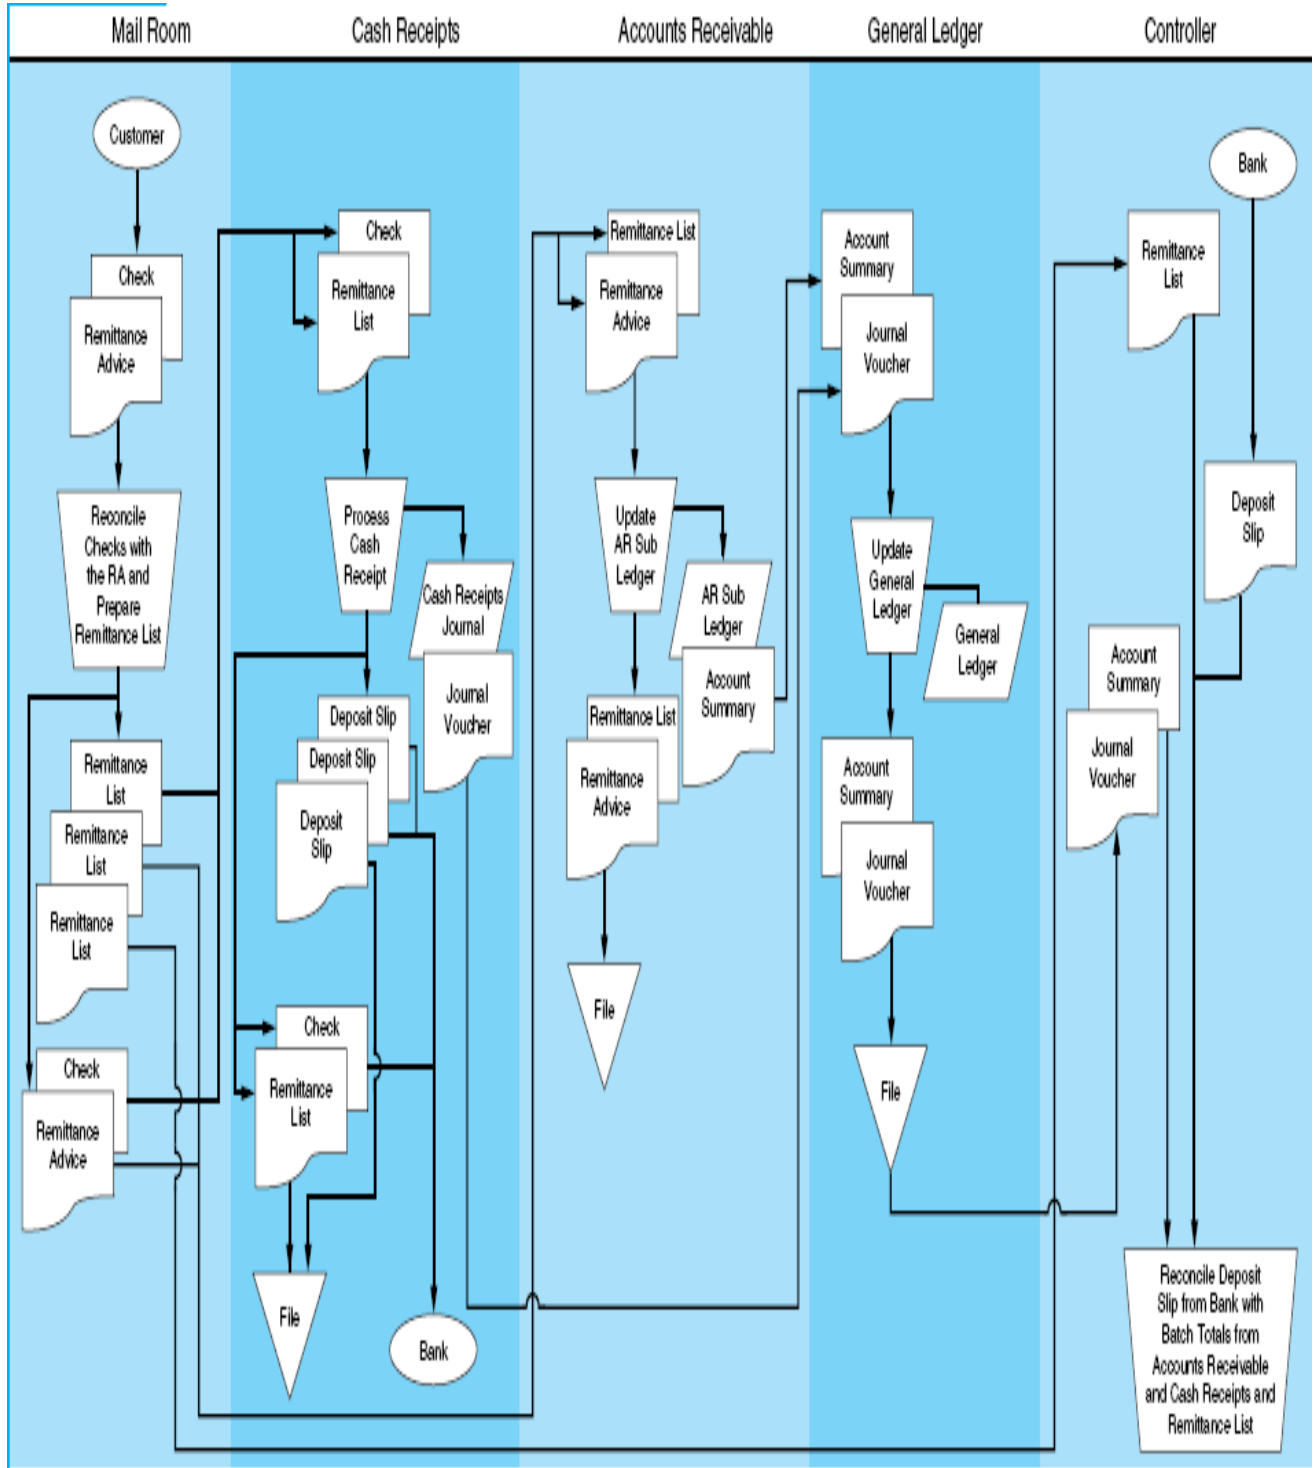 Mail Room
Cash Receipts
Accounts Receivable
General Ledger
Controller
Customer
Check
Remittance
Advice
Reconcile
Checks with
the RA and
Prepare
Remittance List
Remittance
List
Remittance
List
Remittance
List
Check
Remittance
Advice
Check
Remittance
List
Process
Cash
Receipt
Cash Receipts
Journal
Journal
Voucher
Deposit Slip
Deposit Slip
Deposit
Slip
Check
Remittance
List
File
Bank
Remittance List
Remittance
Advice
Update
AR Sub
Ledger
AR Sub
Ledger
Account
Summary
Remittance List
Remittance
Advice
File
Account
Summary
Journal
Voucher
Update
General
Ledger
General
Ledger
Account
Summary
Journal
Voucher
File
Bank
Remittance
List
Deposit
Slip
Account
Summary
Journal
Voucher
Reconcile Deposit
Slip from Bank with
Batch Totals from
Accounts Receivable
and Cash Receipts and
Remittance List